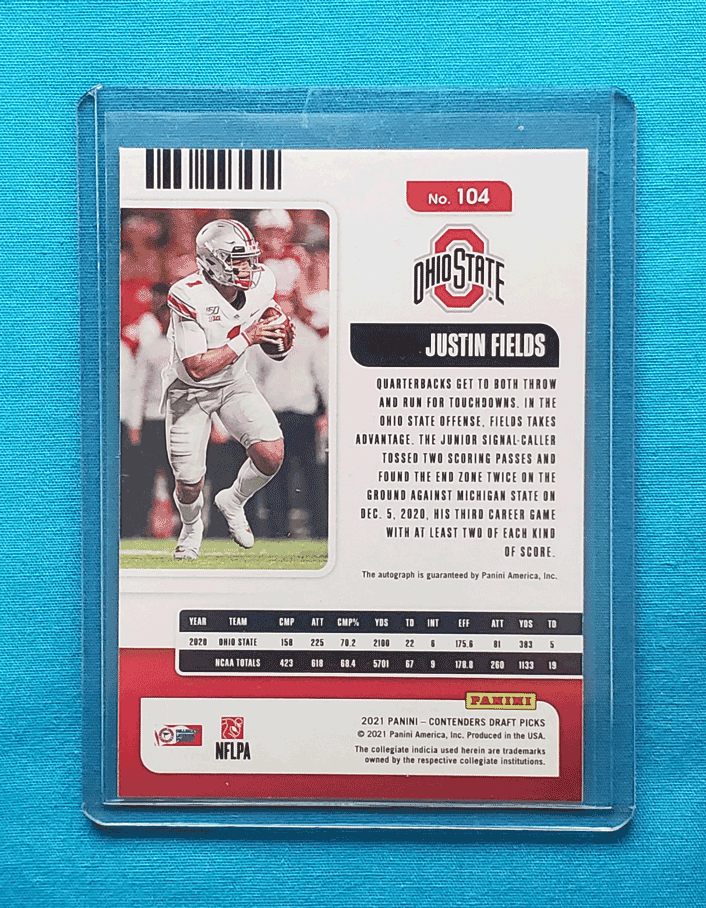 No. 104
OHIO STATE
1
JUSTIN FIELDS
QUARTERBACKS GET TO BOTH THROW
AND RUN FOR TOUCHDOWNS. IN THE
OHIO STATE OFFENSE, FIELDS TAKES
ADVANTAGE. THE JUNIOR SIGNAL-CALLER
TOSSED TWO SCORING PASSES AND
FOUND THE END ZONE TWICE ON THE
GROUND AGAINST MICHIGAN STATE ON
DEC. 5, 2020, HIS THIRD CAREER GAME
WITH AT LEAST TWO OF EACH KIND
OF SCORE.
The autograph is guaranteed by Panini America, Inc.
YEAR TEAM CMP ATT CMP% YDS TD INT EFF ATT YDS TD
2020 OHIO STATE 158 225 70.2 2100 22 6 175.6 81 383 5
NCAA TOTALS 423 618 68.4 5701 67 9 178.8 260 1133 19
PANINI
2021 PANINI – CONTENDERS DRAFT PICKS
© 2021 Panini America, Inc. Produced in the USA.
The collegiate indicia used herein are trademarks
owned by the respective collegiate institutions.
NFLPA